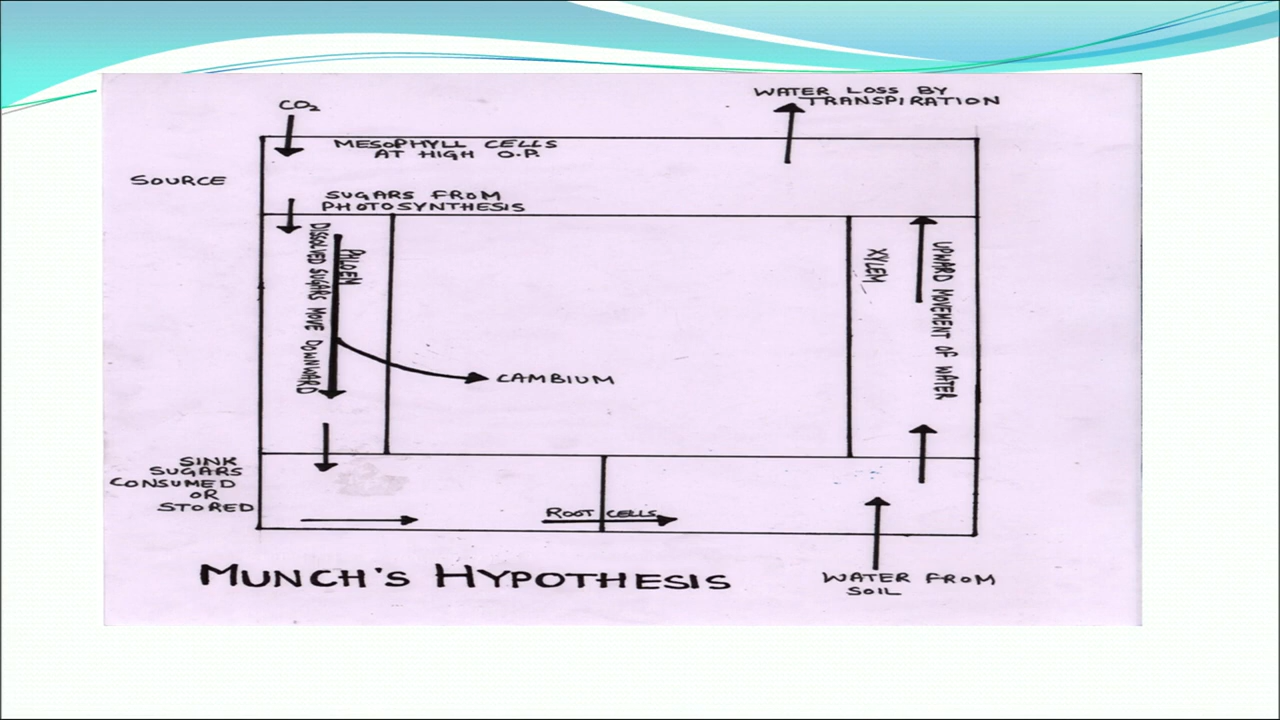 CO₂
WATER LOSS BY
TRANSPIRATION
MESOPHYLL CELLS
AT HIGH O.P.
SOURCE
SUGARS FROM
PHOTOSYNTHESIS
PHLOEM
DISSOLVED SUGARS MOVE DOWNWARD
XYLEM
UPWARD MOVEMENT OF WATER
CAMBIUM
SINK
SUGARS
CONSUMED
OR
STORED
ROOT CELLS
MUNCH'S HYPOTHESIS
WATER FROM
SOIL